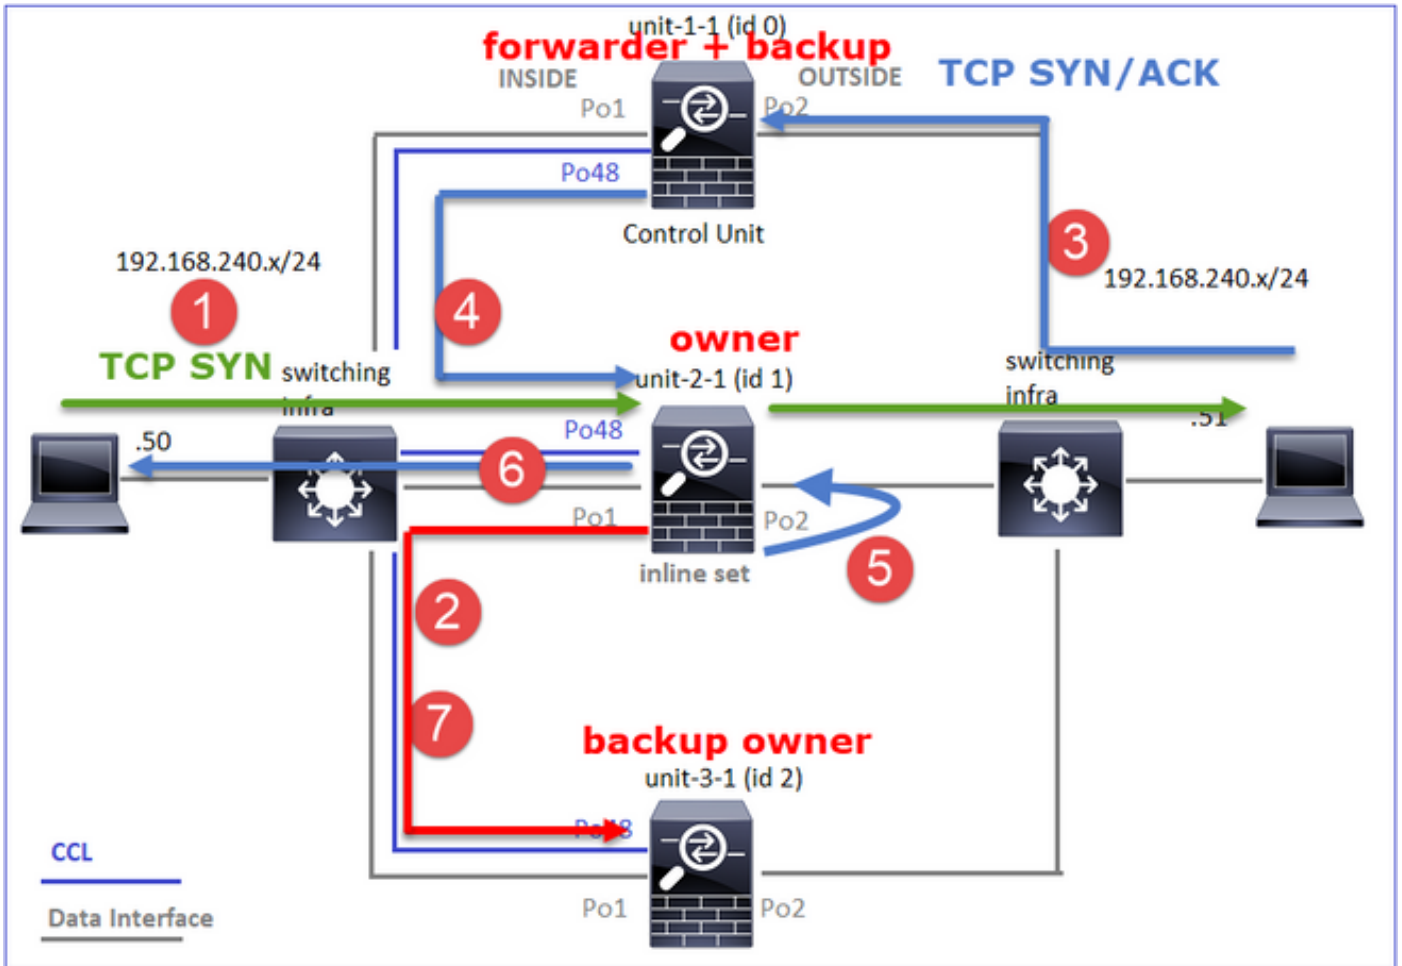 unit-1-1 (id 0)
forwarder + backup
INSIDE
OUTSIDE
TCP SYN/ACK
Po1
Po2
Po48
Control Unit
192.168.240.x/24
3
192.168.240.x/24
1
4
owner
TCP SYN
switching
infra
unit-2-1 (id 1)
switching
infra
.50
Po48
.51
6
Po1
Po2
inline set
5
2
7
backup owner
unit-3-1 (id 2)
Po48
CCL
Data Interface
Po1
Po2